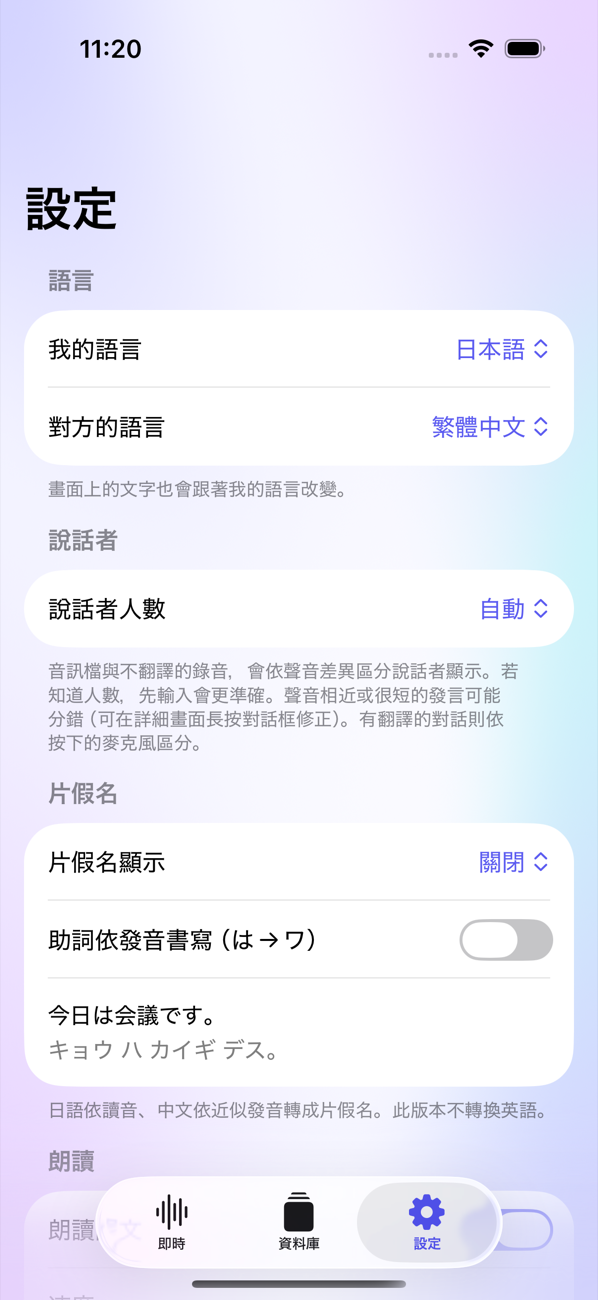 11:20
設定
語言
我的語言
日本語
對方的語言
繁體中文
畫面上的文字也會跟著我的語言改變。
說話者
說話者人數
自動
音訊檔與不翻譯的錄音，會依聲音差異區分說話者顯示。若
知道人數，先輸入會更準確。聲音相近或很短的發言可能
分錯（可在詳細畫面長按對話框修正）。有翻譯的對話則依
按下的麥克風區分。
片假名
片假名顯示
關閉
助詞依發音書寫（は→ワ）
今日は会議です。
キョウ ハ カイギ デス。
日語依讀音、中文依近似發音轉成片假名。此版本不轉換英語。
朗讀
朗讀譯文
即時
資料庫
設定